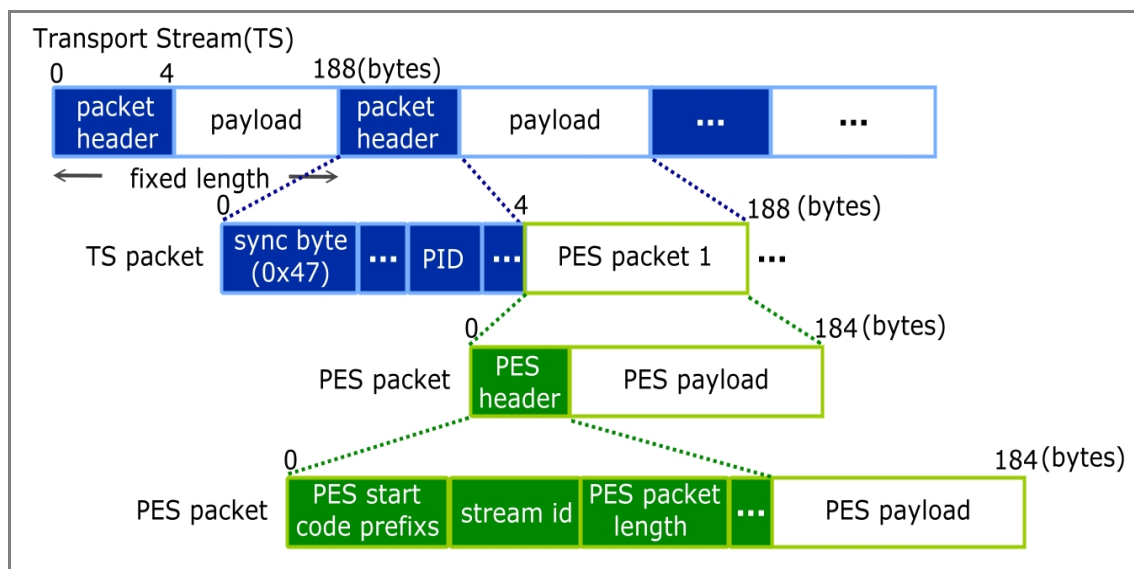 Transport Stream(TS)
0 4 188(bytes)
packet header payload packet header payload ... ...
fixed length
0 4 188 (bytes)
TS packet sync byte (0x47) ... PID ... PES packet 1 ...
0 184 (bytes)
PES packet PES header PES payload
0 184 (bytes)
PES packet PES start code prefixs stream id PES packet length ... PES payload